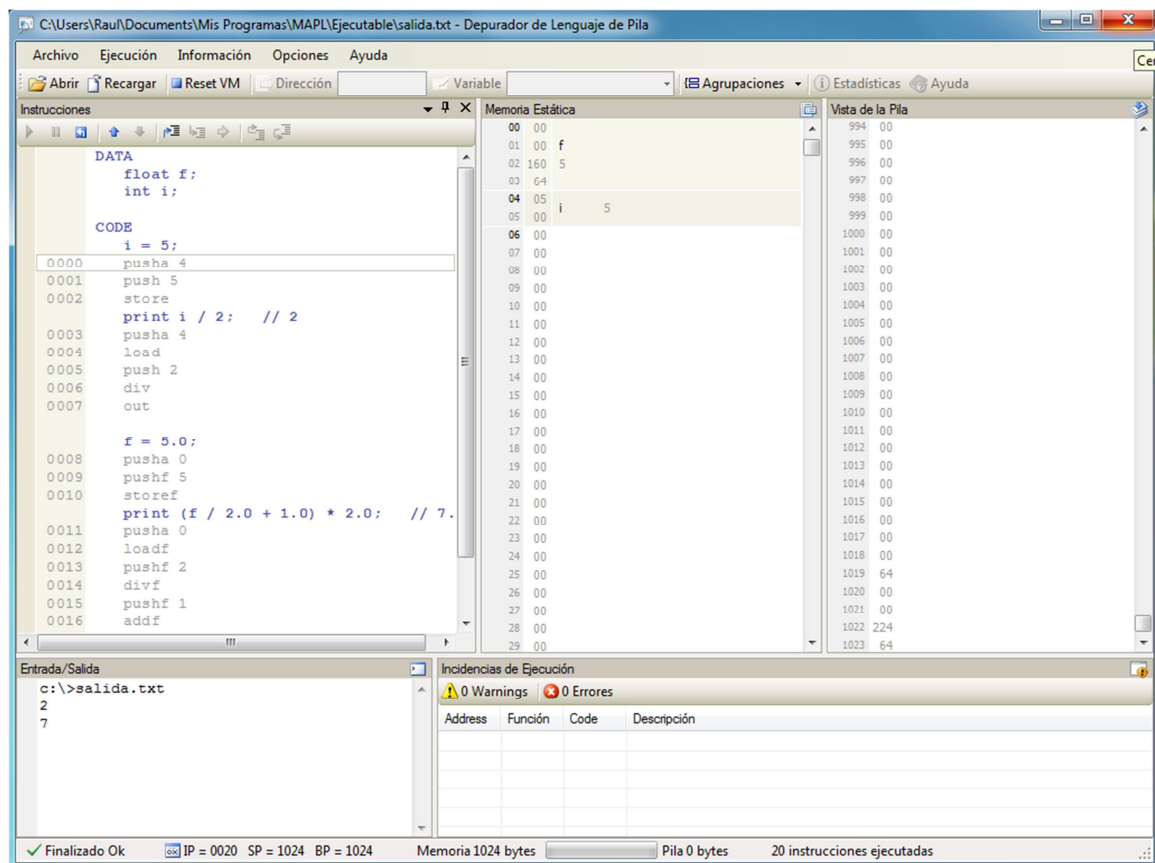 C:\Users\Raul\Documents\Mis Programas\MAPL\Ejecutable\salida.txt - Depurador de Lenguaje de Pila
Archivo Ejecución Información Opciones Ayuda
Cer
Abrir Recargar Reset VM Dirección Variable Agrupaciones Estadísticas Ayuda
Instrucciones
DATA
float f;
int i;
CODE
i = 5;
0000 pusha 4
0001 push 5
0002 store
print i / 2; // 2
0003 pusha 4
0004 load
0005 push 2
0006 div
0007 out
f = 5.0;
0008 pusha 0
0009 pushf 5
0010 storef
print (f / 2.0 + 1.0) * 2.0; // 7.
0011 pusha 0
0012 loadf
0013 pushf 2
0014 divf
0015 pushf 1
0016 addf
Memoria Estática
00 00
01 00 f
02 160 5
03 64
04 05
i 5
05 00
06 00
07 00
08 00
09 00
10 00
11 00
12 00
13 00
14 00
15 00
16 00
17 00
18 00
19 00
20 00
21 00
22 00
23 00
24 00
25 00
26 00
27 00
28 00
29 00
Vista de la Pila
994 00
995 00
996 00
997 00
998 00
999 00
1000 00
1001 00
1002 00
1003 00
1004 00
1005 00
1006 00
1007 00
1008 00
1009 00
1010 00
1011 00
1012 00
1013 00
1014 00
1015 00
1016 00
1017 00
1018 00
1019 64
1020 00
1021 00
1022 224
1023 64
Entrada/Salida
c:\>salida.txt
2
7
Incidencias de Ejecución
0 Warnings 0 Errores
Address Función Code Descripción
Finalizado Ok IP = 0020 SP = 1024 BP = 1024 Memoria 1024 bytes Pila 0 bytes 20 instrucciones ejecutadas